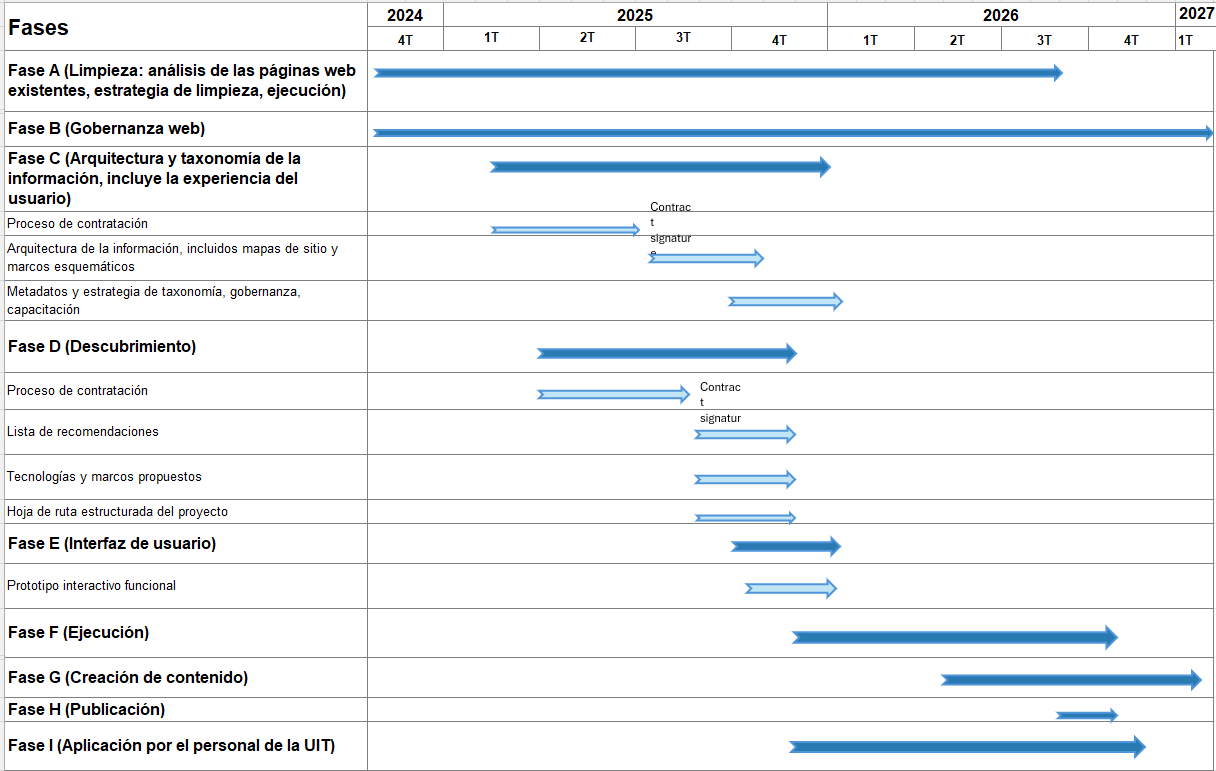 Fases
2024 2025 2026 2027
4T 1T 2T 3T 4T 1T 2T 3T 4T 1T
Fase A (Limpieza: análisis de las páginas web
existentes, estrategia de limpieza, ejecución)
Fase B (Gobernanza web)
Fase C (Arquitectura y taxonomía de la
información, incluye la experiencia del
usuario)
Proceso de contratación
Contrac
t
signatur
e
Arquitectura de la información, incluidos mapas de sitio y
marcos esquemáticos
Metadatos y estrategia de taxonomía, gobernanza,
capacitación
Fase D (Descubrimiento)
Proceso de contratación
Contrac
t
signatur
Lista de recomendaciones
Tecnologías y marcos propuestos
Hoja de ruta estructurada del proyecto
Fase E (Interfaz de usuario)
Prototipo interactivo funcional
Fase F (Ejecución)
Fase G (Creación de contenido)
Fase H (Publicación)
Fase I (Aplicación por el personal de la UIT)